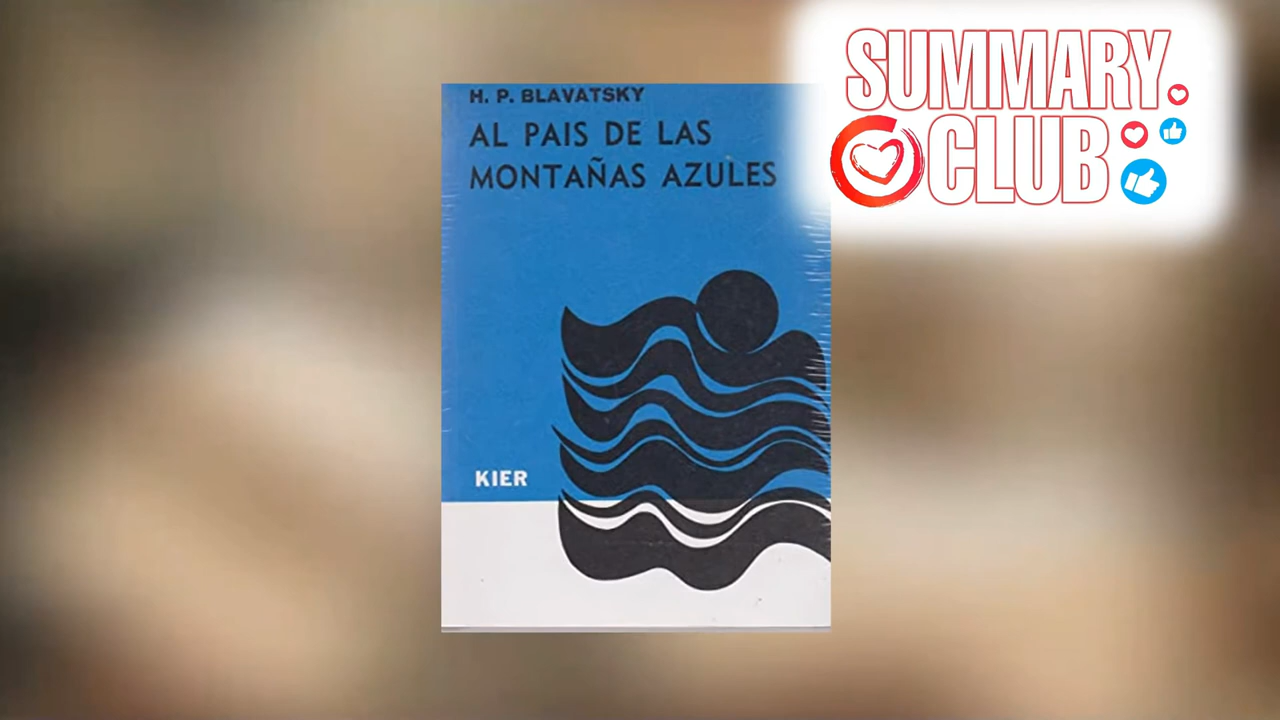 H. P. BLAVATSKY
AL PAIS DE LAS
MONTAÑAS AZULES
KIER
SUMMARY
CLUB